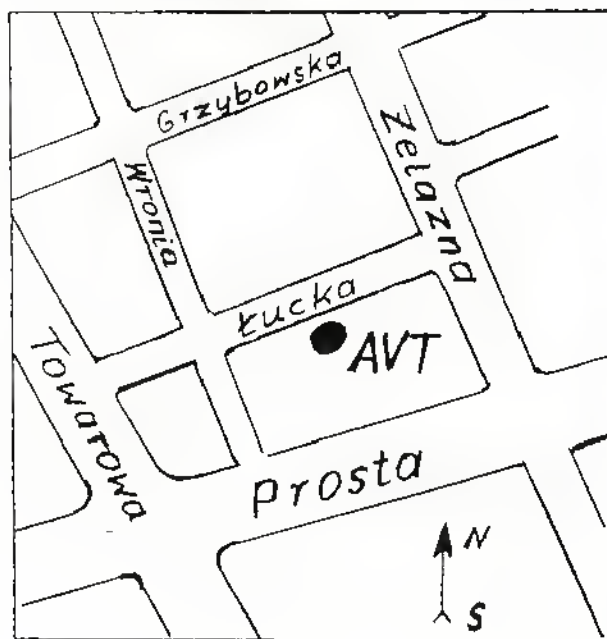 Grzybowska
Żelazna
Wronia
Łucka
AVT
Towarowa
Prosta
N
S